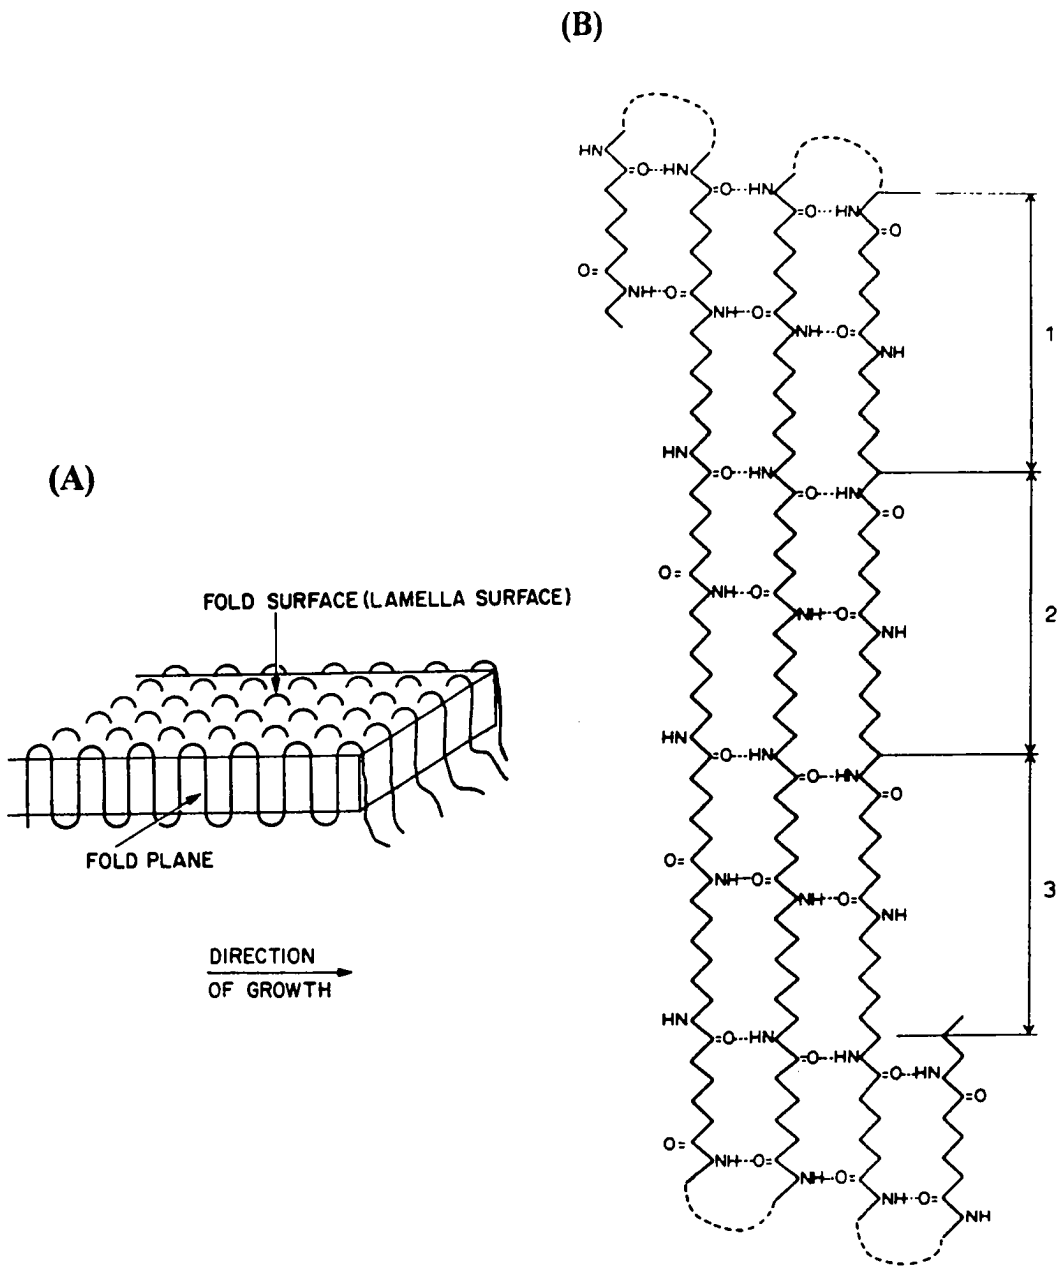 (B)
HN
=O···HN
=O···HN
=O···HN
=O
O=
NH···O=
NH···O=
NH···O=
NH
1
HN
=O···HN
=O···HN
=O
O=
NH···O=
NH···O=
NH
2
HN
=O···HN
=O···HN
=O
O=
NH···O=
NH···O=
NH
3
HN
=O···HN
=O···HN
=O···HN
=O
O=
NH···O=
NH···O=
NH···O=
NH
(A)
FOLD SURFACE (LAMELLA SURFACE)
FOLD PLANE
DIRECTION
OF GROWTH